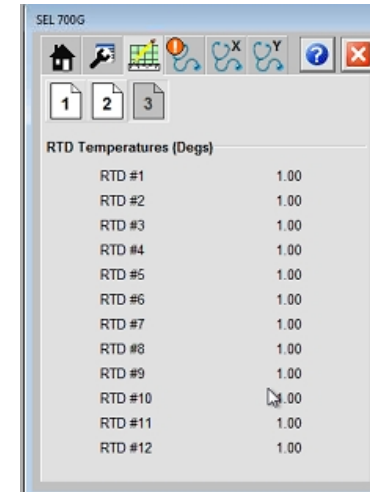 SEL 700G
X Y ?
1 2 3
RTD Temperatures (Degs)
RTD #1 1.00
RTD #2 1.00
RTD #3 1.00
RTD #4 1.00
RTD #5 1.00
RTD #6 1.00
RTD #7 1.00
RTD #8 1.00
RTD #9 1.00
RTD #10
RTD #11 1.00
RTD #12 1.00